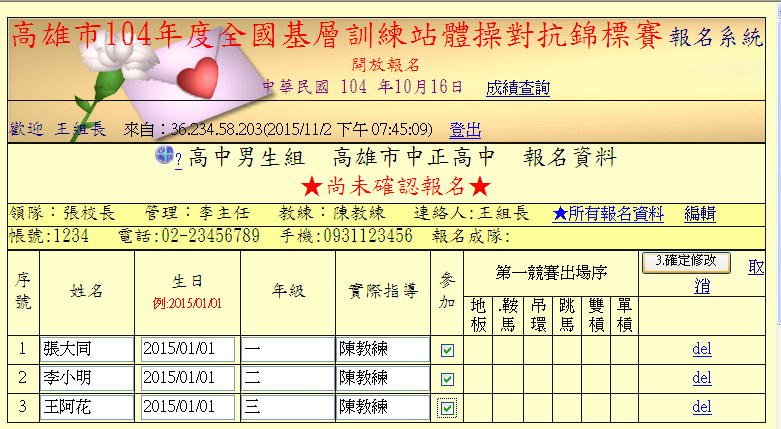 高雄市104年度全國基層訓練站體操對抗錦標賽 報名系統
開放報名
中華民國 104 年10月16日 成績查詢
歡迎 王組長 來自：36.234.58.203(2015/11/2 下午 07:45:09) 登出
? 高中男生組 高雄市中正高中 報名資料
★尚未確認報名★
領隊：張校長 管理：李主任 教練：陳教練 連絡人:王組長 ★所有報名資料 編輯
帳號:1234 電話:02-23456789 手機:0931123456 報名成隊:
序號 姓名 生日 例:2015/01/01 年級 實際指導 參加 第一競賽出場序 3.確定修改 取消
地板 .鞍馬 吊環 跳馬 雙槓 單槓
1 張大同 2015/01/01 一 陳教練 del
2 李小明 2015/01/01 二 陳教練 del
3 王阿花 2015/01/01 三 陳教練 del